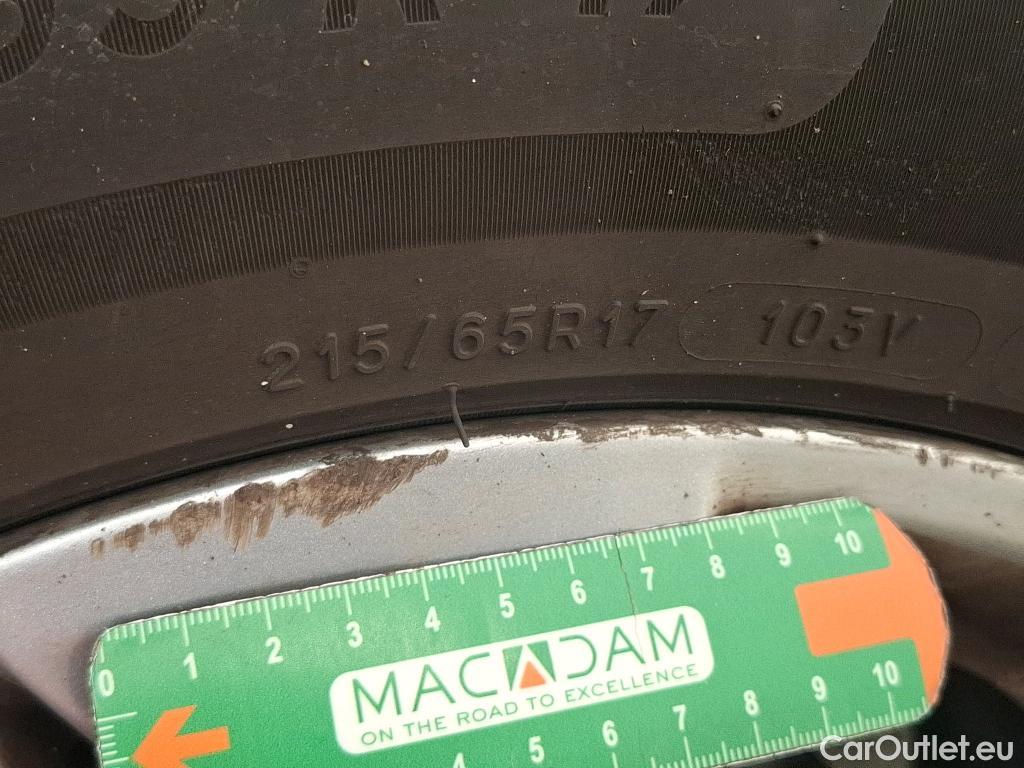 65R17
215/65R17 103V
0 1 2 3 4 5 6 7 8 9 10
MACADAM
ON THE ROAD TO EXCELLENCE
4 5 6 7 8 9 10
CarOutlet.eu